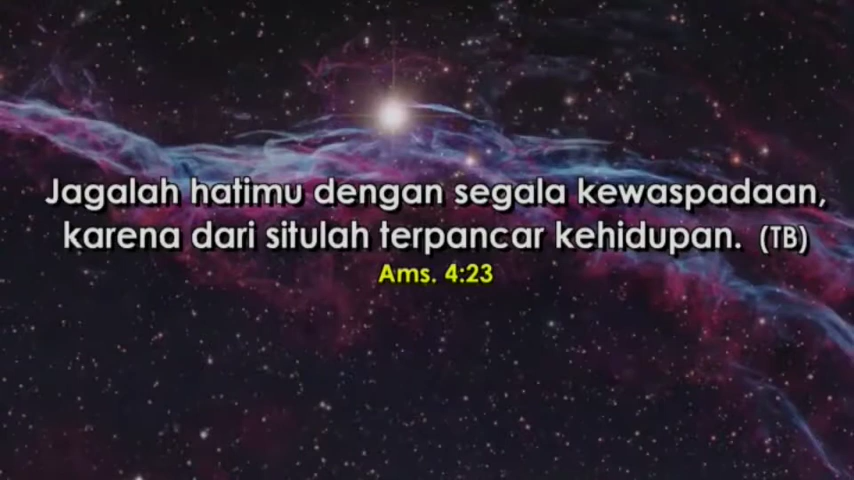 Jagalah hatimu dengan segala kewaspadaan,
karena dari situlah terpancar kehidupan. (TB)
Ams. 4:23